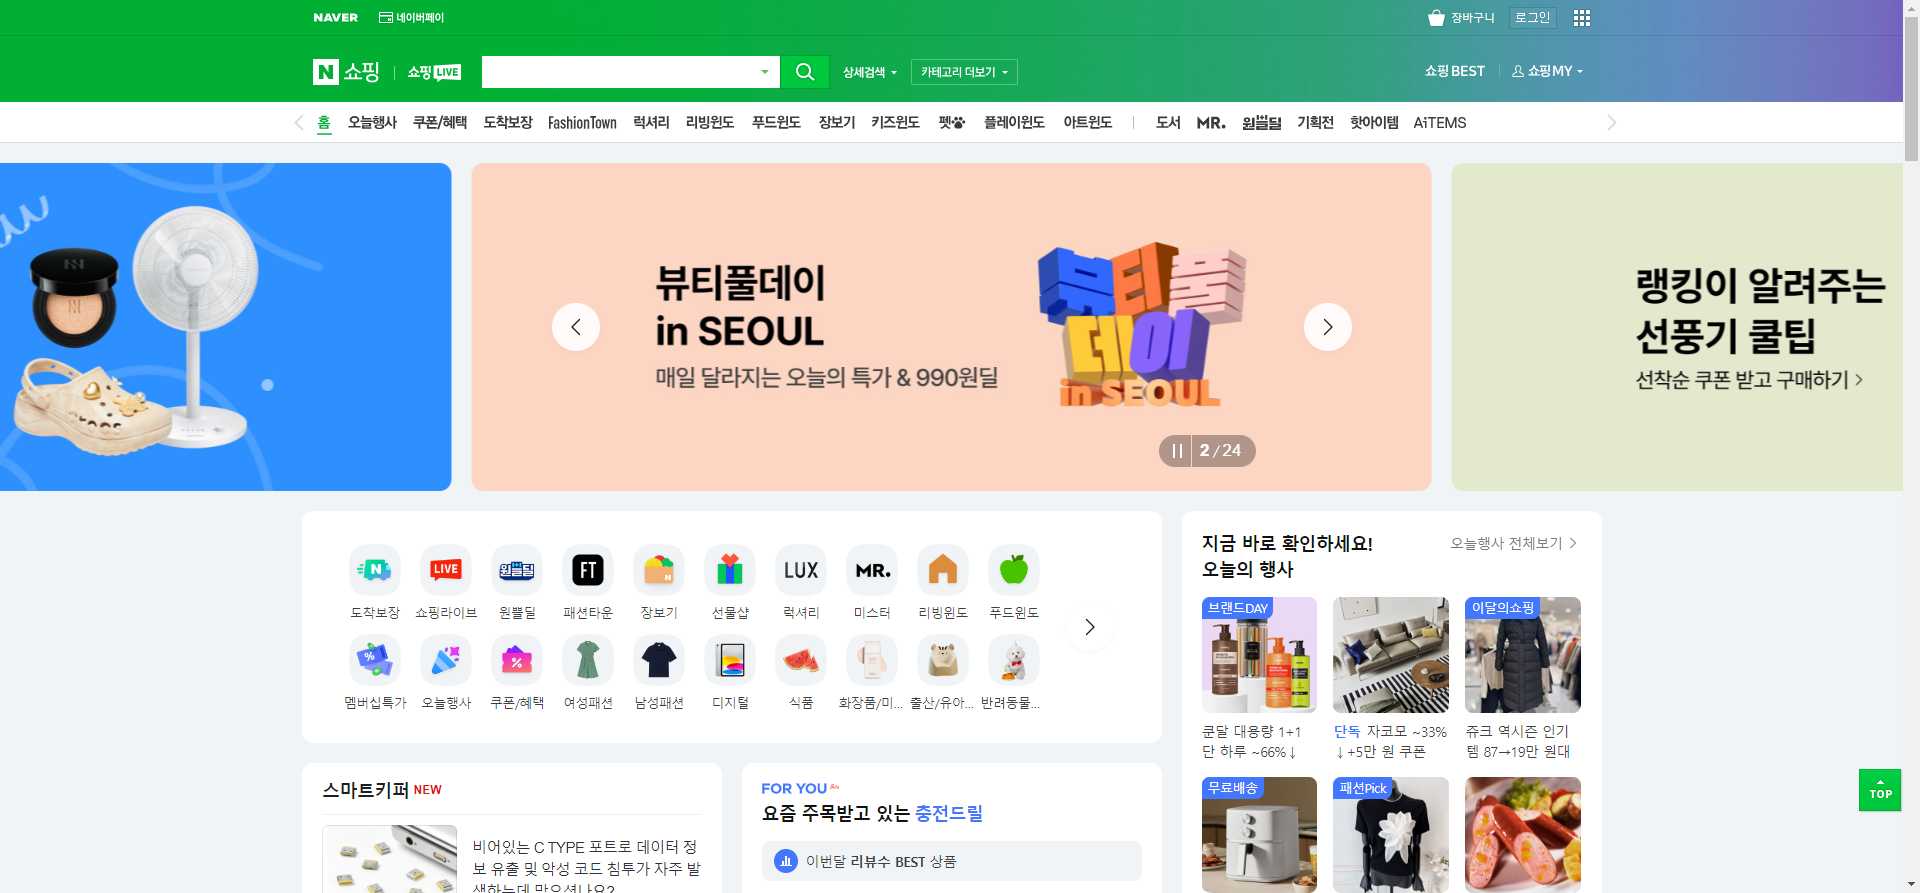 NAVER 네이버페이 장바구니 로그인
N 쇼핑 쇼핑 LIVE 상세검색 카테고리 더보기 쇼핑BEST 쇼핑MY
홈 오늘행사 쿠폰/혜택 도착보장 FashionTown 럭셔리 리빙윈도 푸드윈도 장보기 키즈윈도 펫 플레이윈도 아트윈도 도서 MR. 원쁠딜 기획전 핫아이템 AiTEMS
뷰티풀데이
in SEOUL
매일 달라지는 오늘의 특가 & 990원딜
뷰티풀
데이
in SEOUL
2 / 24
랭킹이 알려주는
선풍기 쿨팁
선착순 쿠폰 받고 구매하기
N LIVE 원쁠딜 FT N LUX MR.
도착보장 쇼핑라이브 원쁠딜 패션타운 장보기 선물샵 럭셔리 미스터 리빙윈도 푸드윈도
멤버십특가 오늘행사 쿠폰/혜택 여성패션 남성패션 디지털 식품 화장품/미... 출산/유아... 반려동물...
지금 바로 확인하세요!
오늘의 행사
오늘행사 전체보기
브랜드DAY
쿤달 대용량 1+1
단 하루 ~66%↓
단독 자코모 ~33%
↓+5만 원 쿠폰
이달의쇼핑
쥬크 역시즌 인기
템 87→19만 원대
무료배송
패션Pick
스마트키퍼 NEW
비어있는 C TYPE 포트로 데이터 정
보 유출 및 악성 코드 침투가 자주 발
생하는데 막으셨나요?
FOR YOU
요즘 주목받고 있는 충전드릴
이번달 리뷰수 BEST 상품
TOP